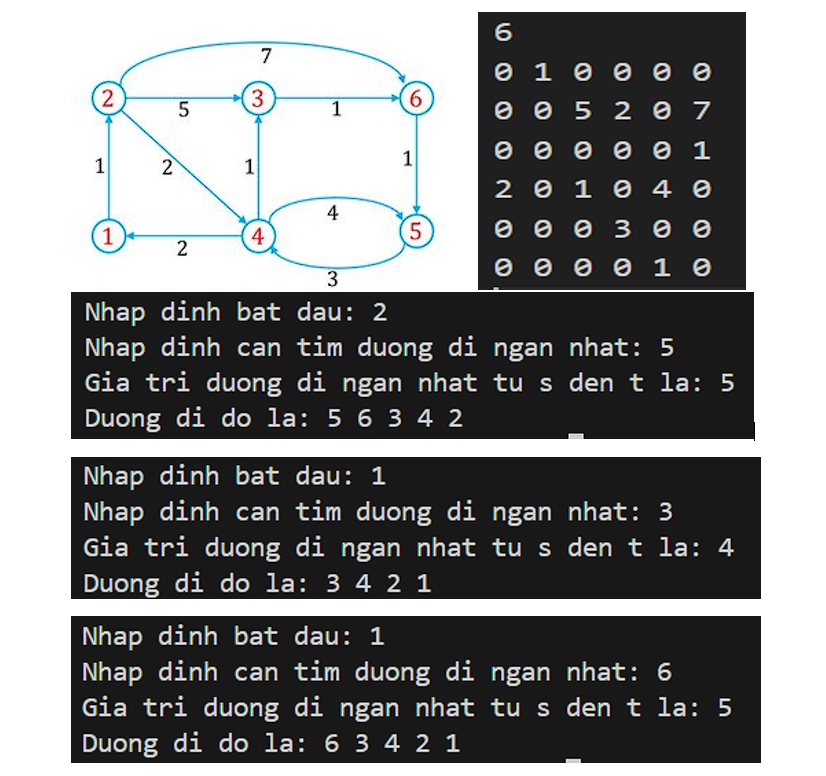 7
2 3 6
5 1
1 2 1 1
4
1 4 5
2
3
6
0 1 0 0 0 0
0 0 5 2 0 7
0 0 0 0 0 1
2 0 1 0 4 0
0 0 0 3 0 0
0 0 0 0 1 0
Nhap dinh bat dau: 2
Nhap dinh can tim duong di ngan nhat: 5
Gia tri duong di ngan nhat tu s den t la: 5
Duong di do la: 5 6 3 4 2
Nhap dinh bat dau: 1
Nhap dinh can tim duong di ngan nhat: 3
Gia tri duong di ngan nhat tu s den t la: 4
Duong di do la: 3 4 2 1
Nhap dinh bat dau: 1
Nhap dinh can tim duong di ngan nhat: 6
Gia tri duong di ngan nhat tu s den t la: 5
Duong di do la: 6 3 4 2 1